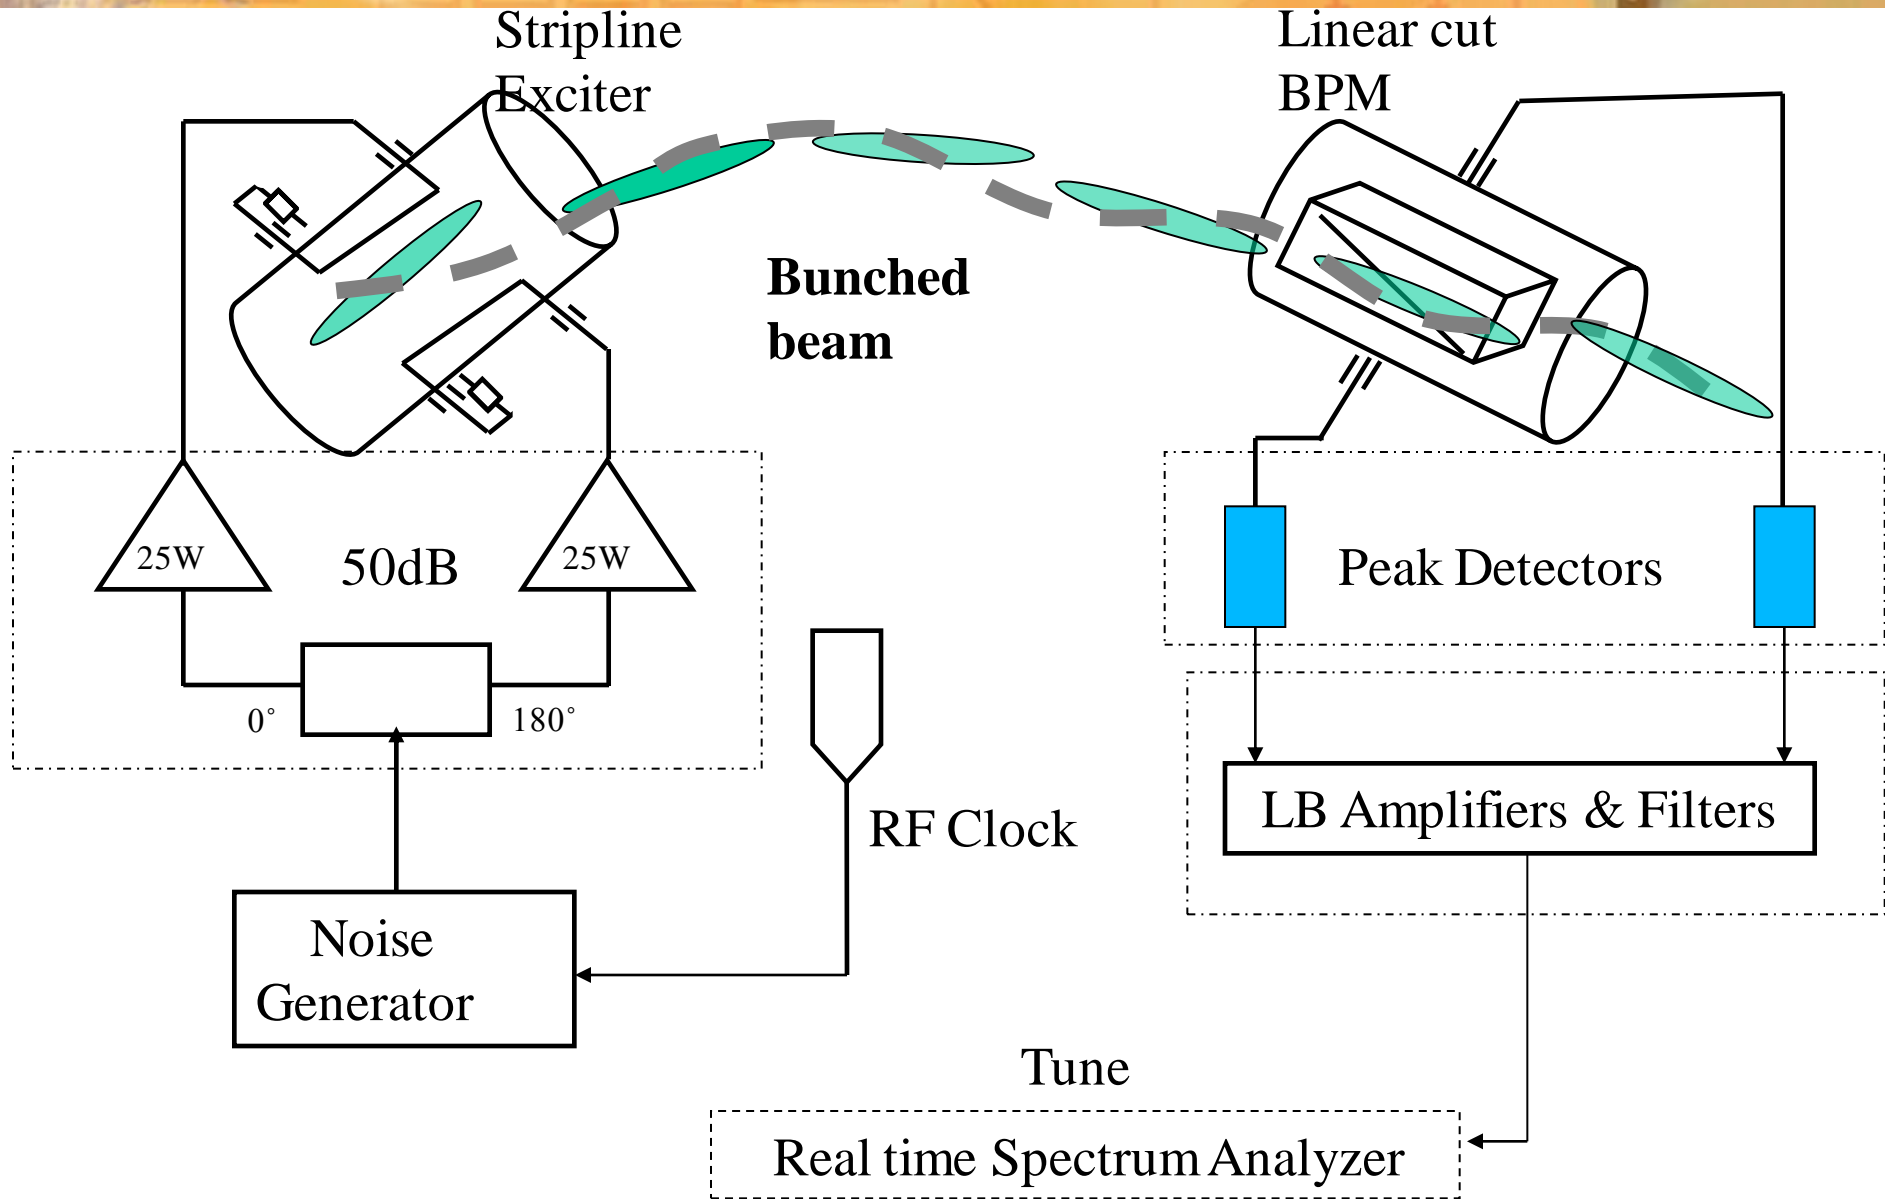 Stripline
Exciter
Linear cut
BPM
Bunched
beam
25W
50dB
25W
Peak Detectors
0°
180°
RF Clock
LB Amplifiers & Filters
Noise
Generator
Tune
Real time Spectrum Analyzer